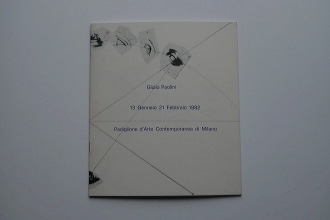 Giulio Paolini
13 Gennaio 21 Febbraio 1982
Padiglione d'Arte Contemporanea di Milano